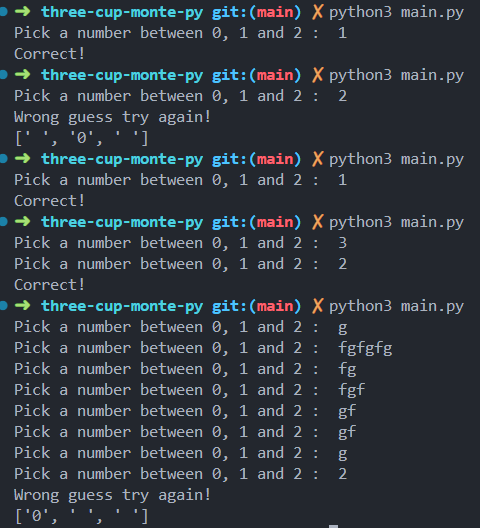 ➜ three-cup-monte-py git:(main) ✗ python3 main.py
Pick a number between 0, 1 and 2 :  1
Correct!
➜ three-cup-monte-py git:(main) ✗ python3 main.py
Pick a number between 0, 1 and 2 :  2
Wrong guess try again!
[' ', '0', ' ']
➜ three-cup-monte-py git:(main) ✗ python3 main.py
Pick a number between 0, 1 and 2 :  1
Correct!
➜ three-cup-monte-py git:(main) ✗ python3 main.py
Pick a number between 0, 1 and 2 :  3
Pick a number between 0, 1 and 2 :  2
Correct!
➜ three-cup-monte-py git:(main) ✗ python3 main.py
Pick a number between 0, 1 and 2 :  g
Pick a number between 0, 1 and 2 :  fgfgfg
Pick a number between 0, 1 and 2 :  fg
Pick a number between 0, 1 and 2 :  fgf
Pick a number between 0, 1 and 2 :  gf
Pick a number between 0, 1 and 2 :  gf
Pick a number between 0, 1 and 2 :  g
Pick a number between 0, 1 and 2 :  2
Wrong guess try again!
['0', ' ', ' ']